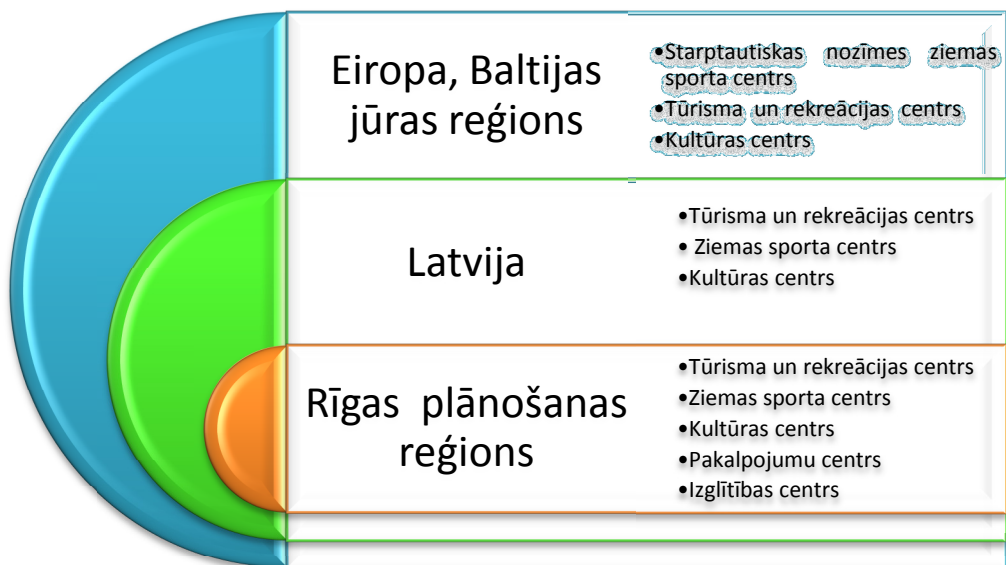 Eiropa, Baltijas
jūras reģions
•Starptautiskas nozīmes ziemas
sporta centrs
•Tūrisma un rekreācijas centrs
•Kultūras centrs
Latvija
•Tūrisma un rekreācijas centrs
• Ziemas sporta centrs
•Kultūras centrs
Rīgas plānošanas
reģions
•Tūrisma un rekreācijas centrs
•Ziemas sporta centrs
•Kultūras centrs
•Pakalpojumu centrs
•Izglītības centrs